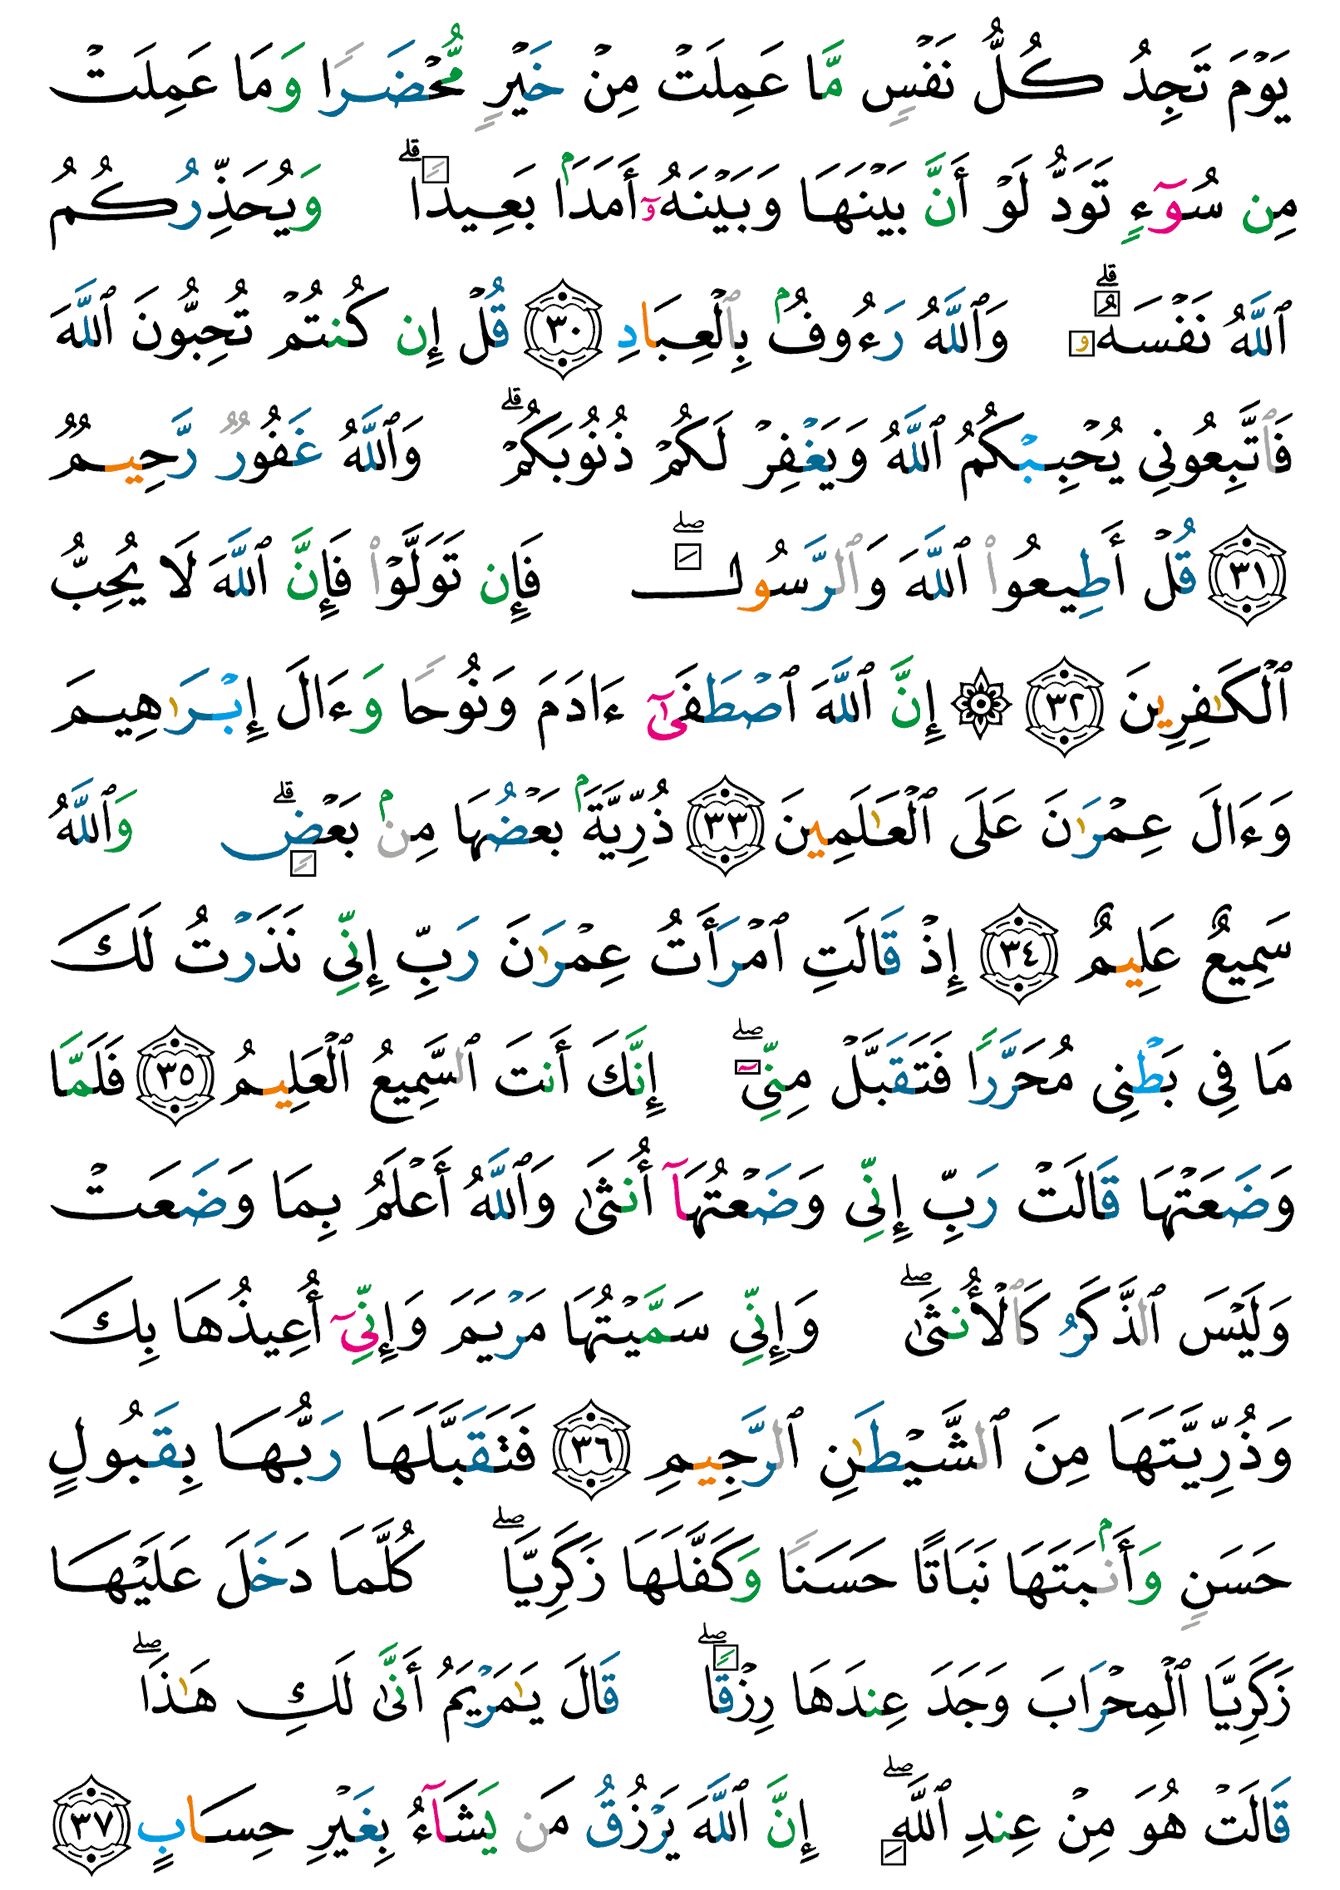 يَوْمَ تَجِدُ كُلُّ نَفْسٍ مَّا عَمِلَتْ مِنْ خَيْرٍ مُّحْضَرًا وَمَا عَمِلَتْ
مِن سُوٓءٍ تَوَدُّ لَوْ أَنَّ بَيْنَهَا وَبَيْنَهُۥٓ أَمَدَۢا بَعِيدًا ۗ وَيُحَذِّرُكُمُ
ٱللَّهُ نَفْسَهُۥ ۗ وَٱللَّهُ رَءُوفُۢ بِٱلْعِبَادِ ٣٠ قُلْ إِن كُنتُمْ تُحِبُّونَ ٱللَّهَ
فَٱتَّبِعُونِى يُحْبِبْكُمُ ٱللَّهُ وَيَغْفِرْ لَكُمْ ذُنُوبَكُمْ ۗ وَٱللَّهُ غَفُورٌ رَّحِيمٌ
٣١ قُلْ أَطِيعُوا۟ ٱللَّهَ وَٱلرَّسُولَ ۖ فَإِن تَوَلَّوْا۟ فَإِنَّ ٱللَّهَ لَا يُحِبُّ
ٱلْكَـٰفِرِينَ ٣٢ ۞ إِنَّ ٱللَّهَ ٱصْطَفَىٰٓ ءَادَمَ وَنُوحًا وَءَالَ إِبْرَٰهِيمَ
وَءَالَ عِمْرَٰنَ عَلَى ٱلْعَـٰلَمِينَ ٣٣ ذُرِّيَّةَۢ بَعْضُهَا مِنۢ بَعْضٍ ۗ وَٱللَّهُ
سَمِيعٌ عَلِيمٌ ٣٤ إِذْ قَالَتِ ٱمْرَأَتُ عِمْرَٰنَ رَبِّ إِنِّى نَذَرْتُ لَكَ
مَا فِى بَطْنِى مُحَرَّرًا فَتَقَبَّلْ مِنِّىٓ ۖ إِنَّكَ أَنتَ ٱلسَّمِيعُ ٱلْعَلِيمُ ٣٥ فَلَمَّا
وَضَعَتْهَا قَالَتْ رَبِّ إِنِّى وَضَعْتُهَآ أُنثَىٰ وَٱللَّهُ أَعْلَمُ بِمَا وَضَعَتْ
وَلَيْسَ ٱلذَّكَرُ كَٱلْأُنثَىٰ ۖ وَإِنِّى سَمَّيْتُهَا مَرْيَمَ وَإِنِّىٓ أُعِيذُهَا بِكَ
وَذُرِّيَّتَهَا مِنَ ٱلشَّيْطَـٰنِ ٱلرَّجِيمِ ٣٦ فَتَقَبَّلَهَا رَبُّهَا بِقَبُولٍ
حَسَنٍ وَأَنۢبَتَهَا نَبَاتًا حَسَنًا وَكَفَّلَهَا زَكَرِيَّا ۖ كُلَّمَا دَخَلَ عَلَيْهَا
زَكَرِيَّا ٱلْمِحْرَابَ وَجَدَ عِندَهَا رِزْقًا ۖ قَالَ يَـٰمَرْيَمُ أَنَّىٰ لَكِ هَـٰذَا ۖ
قَالَتْ هُوَ مِنْ عِندِ ٱللَّهِ ۖ إِنَّ ٱللَّهَ يَرْزُقُ مَن يَشَآءُ بِغَيْرِ حِسَابٍ ٣٧